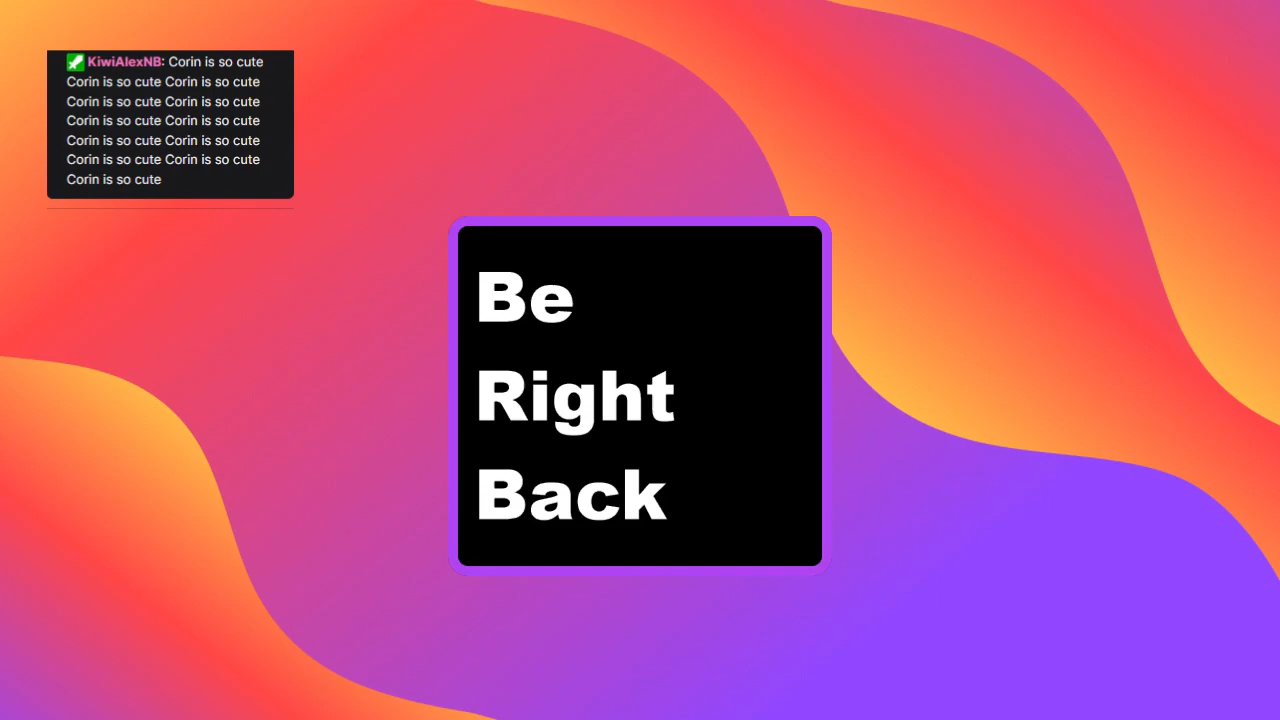 KiwiAlexNB: Corin is so cute
Corin is so cute Corin is so cute
Corin is so cute Corin is so cute
Corin is so cute Corin is so cute
Corin is so cute Corin is so cute
Corin is so cute Corin is so cute
Corin is so cute
Be
Right
Back